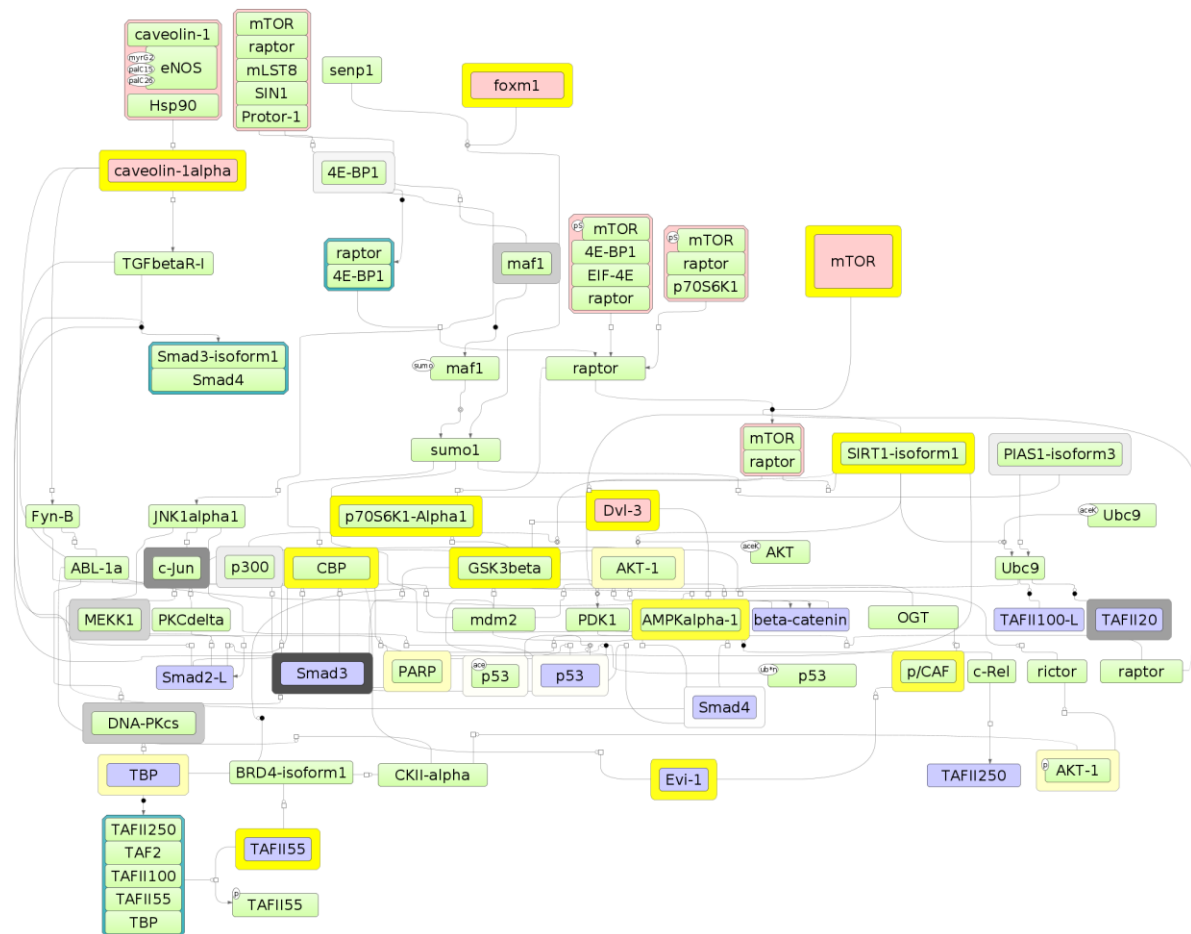 caveolin-1
myrG2
palC15
palC26
eNOS
Hsp90
mTOR
raptor
mLST8
SIN1
Protor-1
senp1
foxm1
caveolin-1alpha
4E-BP1
TGFbetaR-I
raptor
4E-BP1
maf1
pS
mTOR
4E-BP1
EIF-4E
raptor
pS
mTOR
raptor
p70S6K1
mTOR
Smad3-isoform1
Smad4
sumo
maf1
raptor
sumo1
mTOR
raptor
SIRT1-isoform1
PIAS1-isoform3
Fyn-B
JNK1alpha1
p70S6K1-Alpha1
Dvl-3
aceK
Ubc9
ABL-1a
c-Jun
p300
CBP
GSK3beta
AKT-1
aceK
AKT
Ubc9
MEKK1
PKCdelta
mdm2
PDK1
AMPKalpha-1
beta-catenin
OGT
TAFII100-L
TAFII20
Smad2-L
Smad3
PARP
ace
p53
p53
ub*n
p53
p/CAF
c-Rel
rictor
raptor
Smad4
DNA-PKcs
TBP
BRD4-isoform1
CKII-alpha
Evi-1
TAFII250
p
AKT-1
TAFII250
TAF2
TAFII100
TAFII55
TBP
TAFII55
p
TAFII55